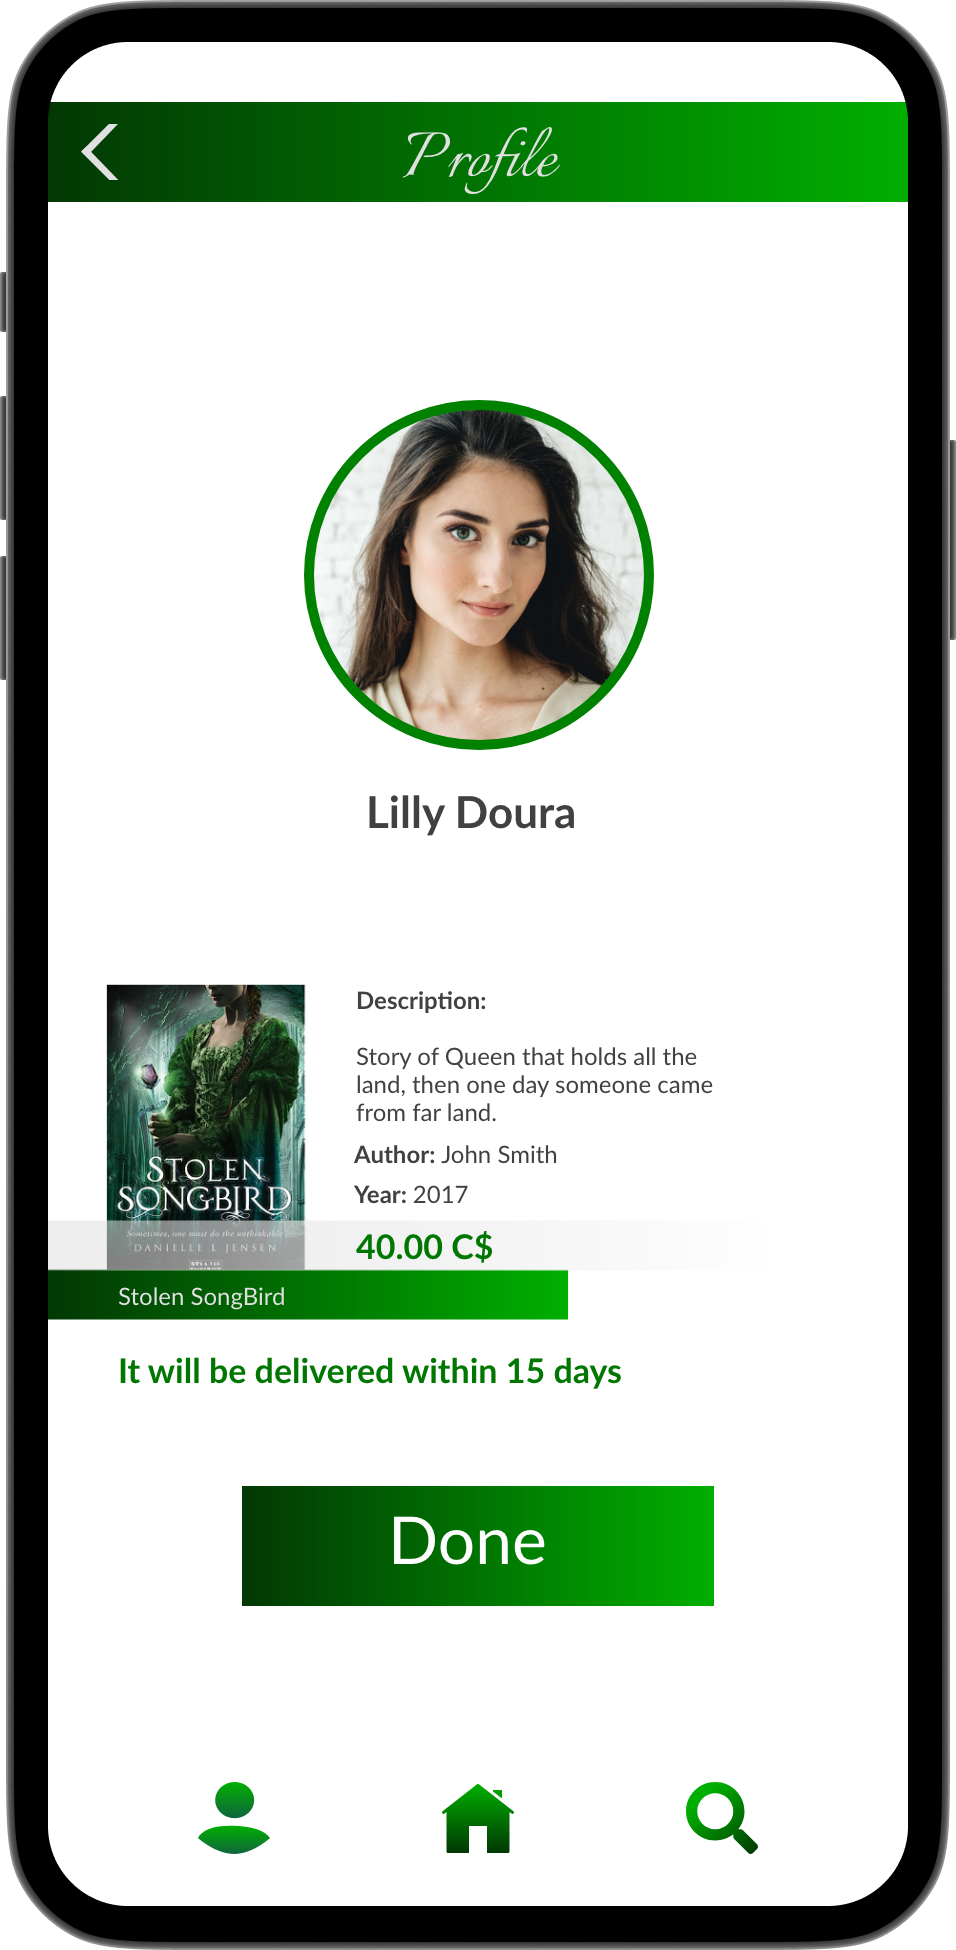 Profile
Lilly Doura
Description:
Story of Queen that holds all the
land, then one day someone came
from far land.
Author: John Smith
Year: 2017
40.00 C$
STOLEN
SONGBIRD
Sometimes, one must do the unthinkable
DANIELLE L JENSEN
Stolen SongBird
It will be delivered within 15 days
Done